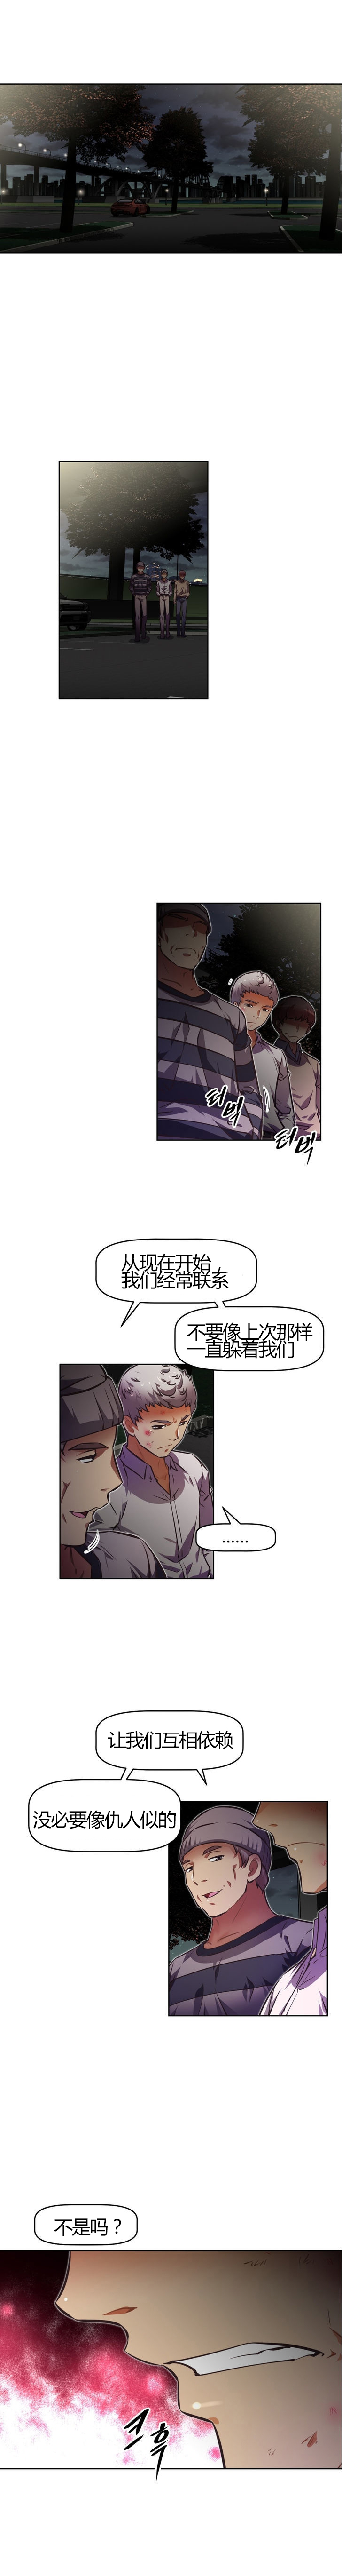 터벅
터벅
从现在开始，
我们经常联系
不要像上次那样
一直躲着我们
......
让我们互相依赖
没必要像仇人似的
不是吗？
크흑